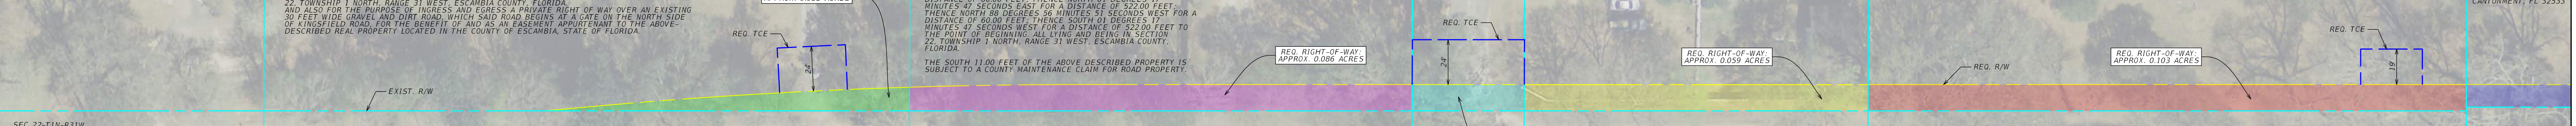 22, TOWNSHIP 1 NORTH, RANGE 31 WEST, ESCAMBIA COUNTY, FLORIDA.
AND ALSO FOR THE PURPOSE OF INGRESS AND EGRESS A PRIVATE RIGHT OF WAY OVER AN EXISTING
30 FEET WIDE GRAVEL AND DIRT ROAD, WHICH SAID ROAD BEGINS AT A GATE ON THE NORTH SIDE
OF KINGSFIELD ROAD, FOR THE BENEFIT OF AND AS AN EASEMENT APPURTENANT TO THE ABOVE-
DESCRIBED REAL PROPERTY LOCATED IN THE COUNTY OF ESCAMBIA, STATE OF FLORIDA.
EXIST. R/W
REQ. TCE
24'
MINUTES 47 SECONDS EAST FOR A DISTANCE OF 522.00 FEET;
THENCE NORTH 88 DEGREES 56 MINUTES 51 SECONDS WEST FOR A
DISTANCE OF 60.00 FEET; THENCE SOUTH 01 DEGREES 17
MINUTES 47 SECONDS WEST FOR A DISTANCE OF 522.00 FEET TO
THE POINT OF BEGINNING. ALL LYING AND BEING IN SECTION
22, TOWNSHIP 1 NORTH, RANGE 31 WEST, ESCAMBIA COUNTY,
FLORIDA.
THE SOUTH 11.00 FEET OF THE ABOVE DESCRIBED PROPERTY IS
SUBJECT TO A COUNTY MAINTENANCE CLAIM FOR ROAD PROPERTY.
REQ. RIGHT-OF-WAY:
APPROX. 0.086 ACRES
REQ. TCE
24'
REQ. RIGHT-OF-WAY:
APPROX. 0.059 ACRES
REQ. R/W
REQ. RIGHT-OF-WAY:
APPROX. 0.103 ACRES
REQ. TCE
19'
CANTONMENT, FL 32533